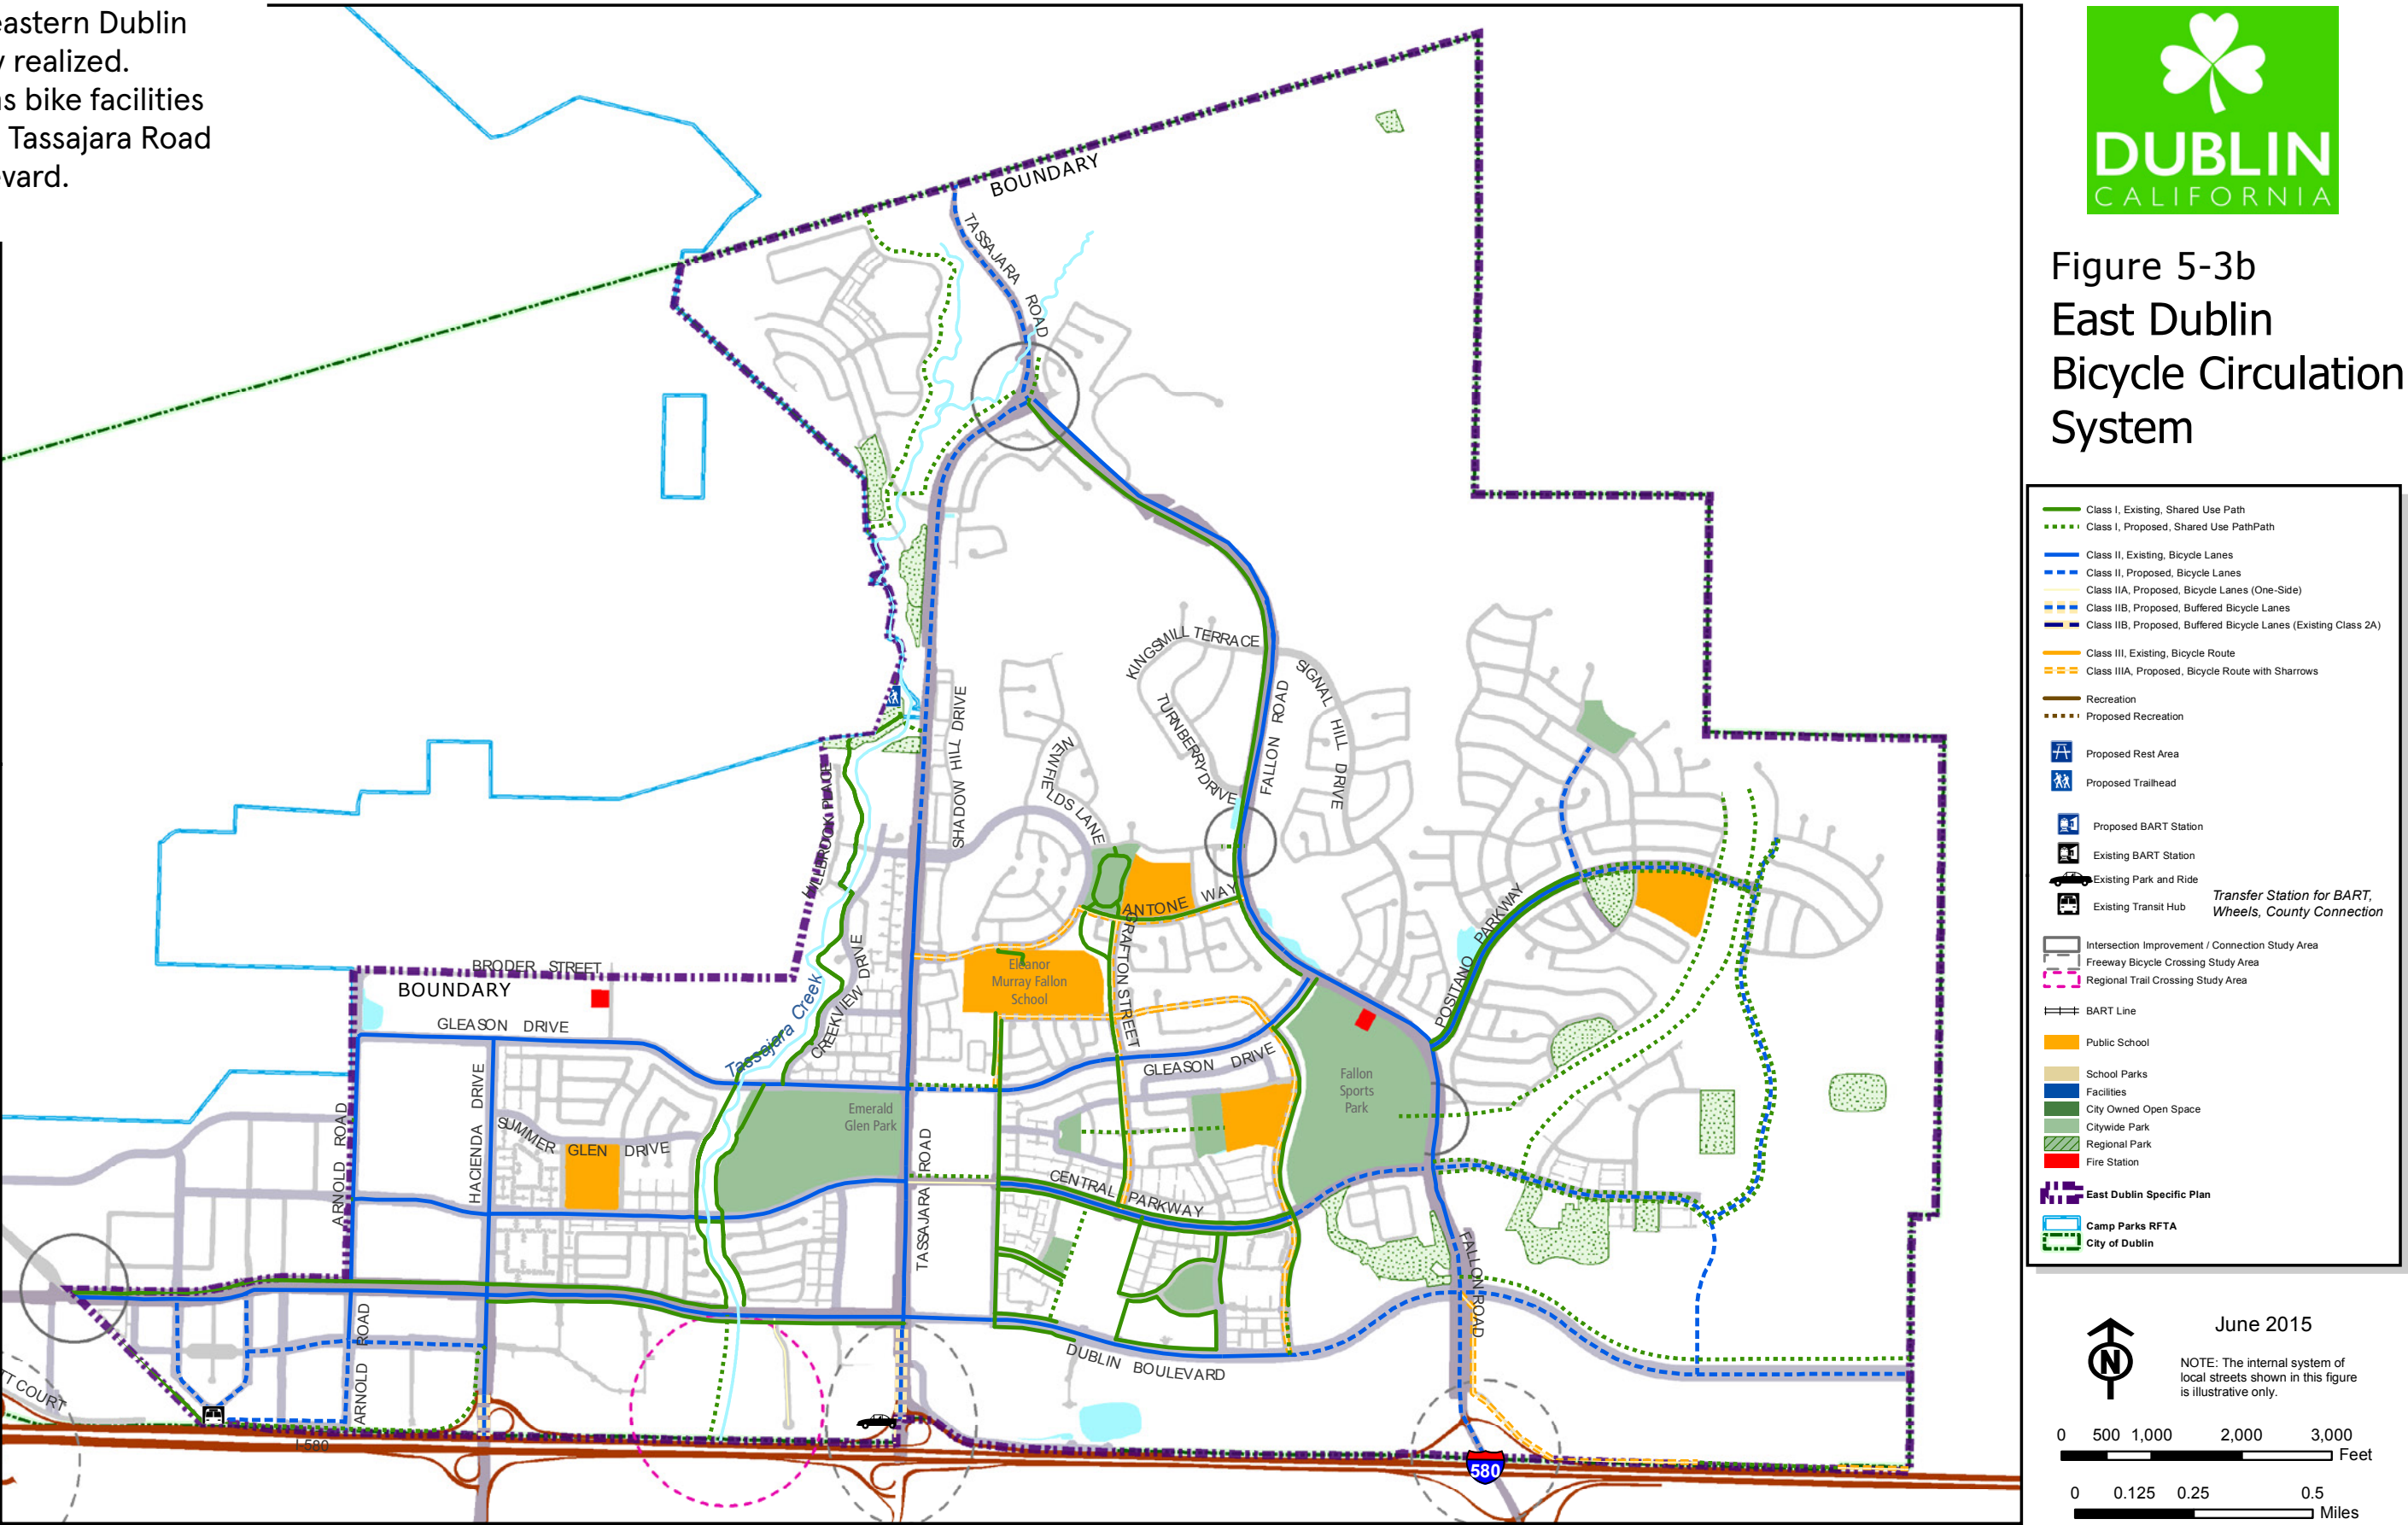 eastern Dublin
y realized.
s bike facilities
Tassajara Road
evard.
DUBLIN
CALIFORNIA
Figure 5-3b
East Dublin
Bicycle Circulation
System
Class I, Existing, Shared Use Path
Class I, Proposed, Shared Use PathPath
Class II, Existing, Bicycle Lanes
Class II, Proposed, Bicycle Lanes
Class IIA, Proposed, Bicycle Lanes (One-Side)
Class IIB, Proposed, Buffered Bicycle Lanes
Class IIB, Proposed, Buffered Bicycle Lanes (Existing Class 2A)
Class III, Existing, Bicycle Route
Class IIIA, Proposed, Bicycle Route with Sharrows
Recreation
Proposed Recreation
Proposed Rest Area
Proposed Trailhead
Proposed BART Station
Existing BART Station
Existing Park and Ride
Existing Transit Hub
Transfer Station for BART,
Wheels, County Connection
Intersection Improvement / Connection Study Area
Freeway Bicycle Crossing Study Area
Regional Trail Crossing Study Area
BART Line
Public School
School Parks
Facilities
City Owned Open Space
Citywide Park
Regional Park
Fire Station
East Dublin Specific Plan
Camp Parks RFTA
City of Dublin
N
June 2015
NOTE: The internal system of
local streets shown in this figure
is illustrative only.
0 500 1,000 2,000 3,000
Feet
0 0.125 0.25 0.5
Miles
BOUNDARY
TASSAJARA ROAD
KINGSMILL TERRACE
SIGNAL HILL DRIVE
TURNBERRY DRIVE
FALLON ROAD
SHADOW HILL DRIVE
NEWFIELDS LANE
ANTONE WAY
GRAFTON STREET
POSITANO PARKWAY
CREEKVIEW DRIVE
Tassajara Creek
BRODER STREET
BOUNDARY
Eleanor
Murray Fallon
School
GLEASON DRIVE
GLEASON DRIVE
Fallon
Sports
Park
Emerald
Glen Park
ARNOLD ROAD
HACIENDA DRIVE
SUMMER GLEN DRIVE
TASSAJARA ROAD
CENTRAL PARKWAY
FALLON ROAD
ARNOLD ROAD
DUBLIN BOULEVARD
TT COURT
I-580
580